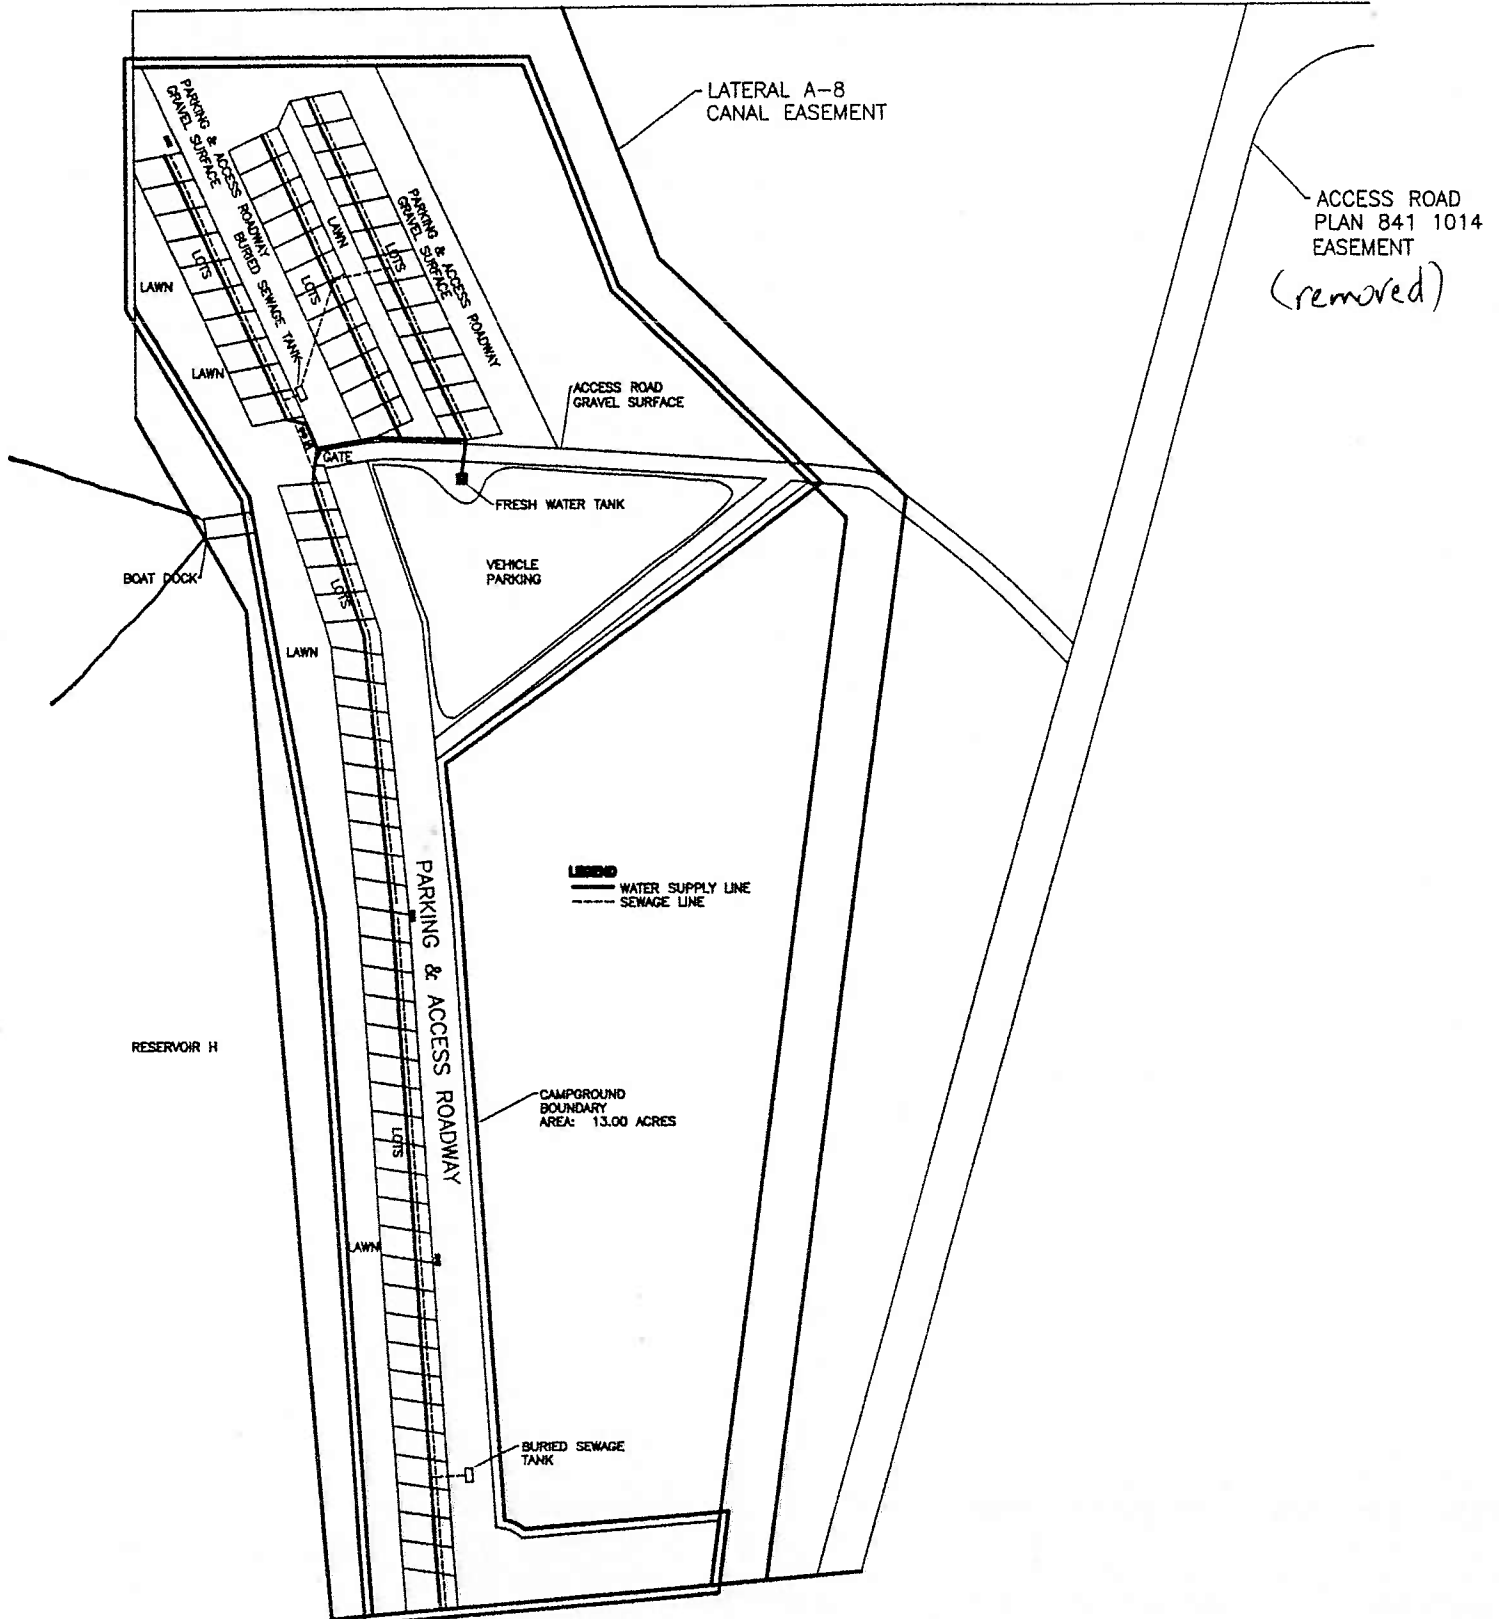 LATERAL A-8
CANAL EASEMENT
ACCESS ROAD
PLAN 841 1014
EASEMENT
(removed)
PARKING & ACCESS ROADWAY
GRAVEL SURFACE
BURIED SEWAGE TANK
PARKING & ACCESS ROADWAY
GRAVEL SURFACE
LAWN
LOTS
LOTS
LOTS
LAWN
LAWN
ACCESS ROAD
GRAVEL SURFACE
GATE
FRESH WATER TANK
BOAT DOCK
VEHICLE
PARKING
LOTS
LAWN
LEGEND
WATER SUPPLY LINE
SEWAGE LINE
PARKING & ACCESS ROADWAY
RESERVOIR H
CAMPGROUND
BOUNDARY
AREA: 13.00 ACRES
LOTS
LAWN
BURIED SEWAGE
TANK